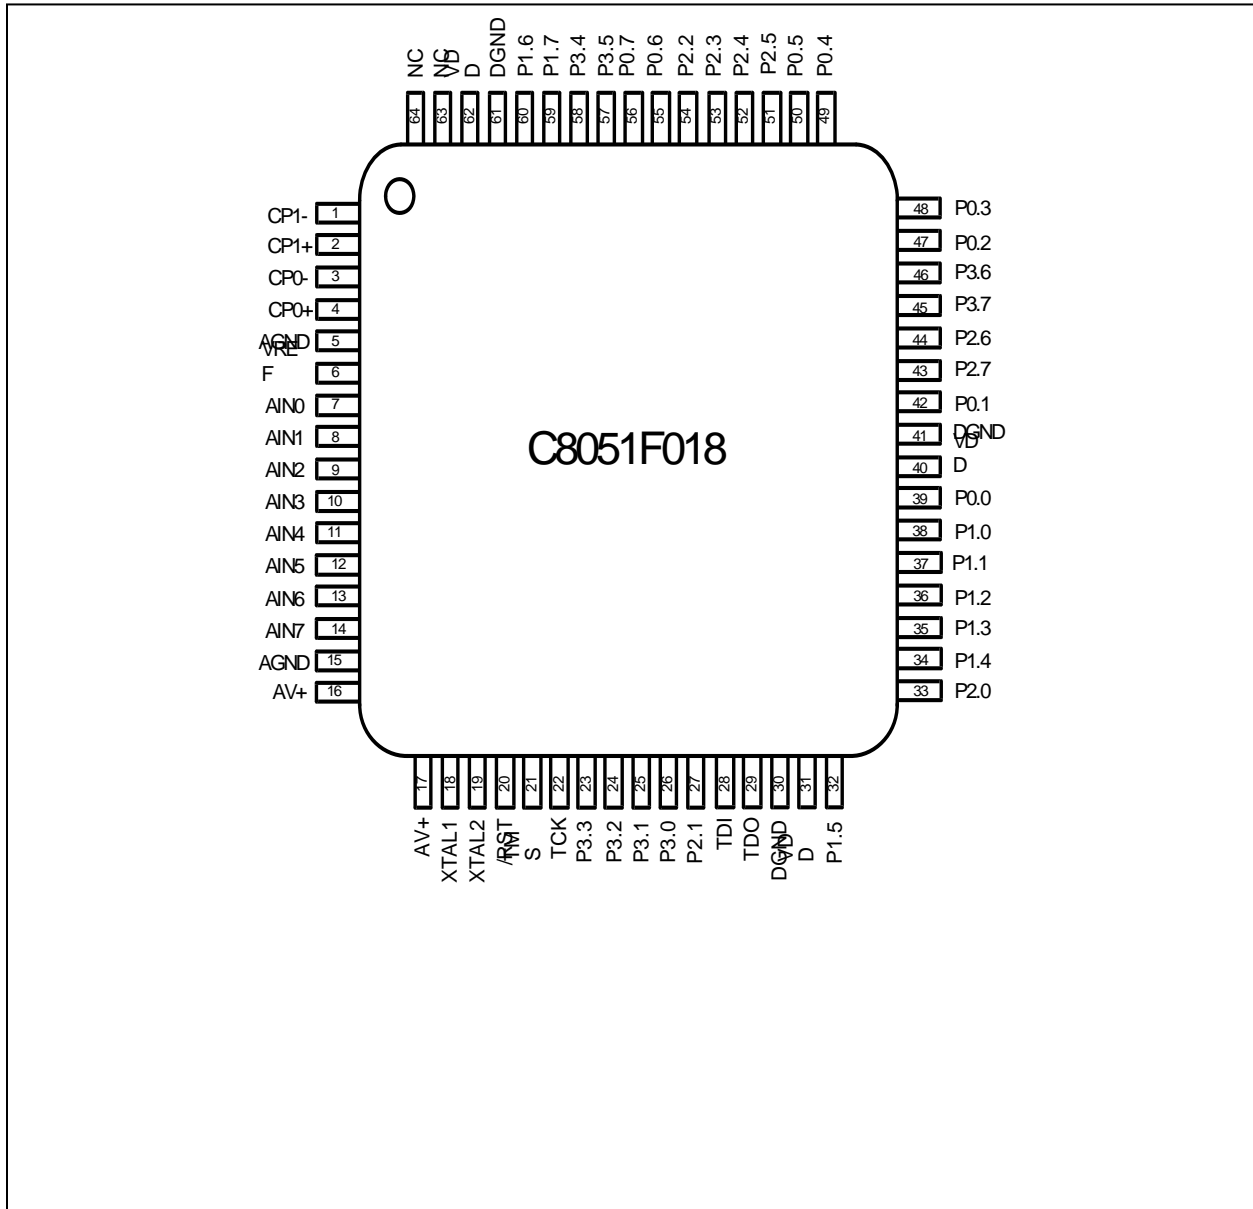 NC
NC
VD
D
DGND
P1.6
P1.7
P3.4
P3.5
P0.7
P0.6
P2.2
P2.3
P2.4
P2.5
P0.5
P0.4
64
63
62
61
60
59
58
57
56
55
54
53
52
51
50
49
CP1- 1
CP1+ 2
CP0- 3
CP0+ 4
AGND 5
VRE
F 6
AIN0 7
AIN1 8
AIN2 9
AIN3 10
AIN4 11
AIN5 12
AIN6 13
AIN7 14
AGND 15
AV+ 16
C8051F018
48 P0.3
47 P0.2
46 P3.6
45 P3.7
44 P2.6
43 P2.7
42 P0.1
41 DGND
VD
40 D
39 P0.0
38 P1.0
37 P1.1
36 P1.2
35 P1.3
34 P1.4
33 P2.0
17
18
19
20
21
22
23
24
25
26
27
28
29
30
31
32
AV+
XTAL1
XTAL2
/RST
TM
S
TCK
P3.3
P3.2
P3.1
P3.0
P2.1
TDI
TDO
DGND
VD
D
P1.5